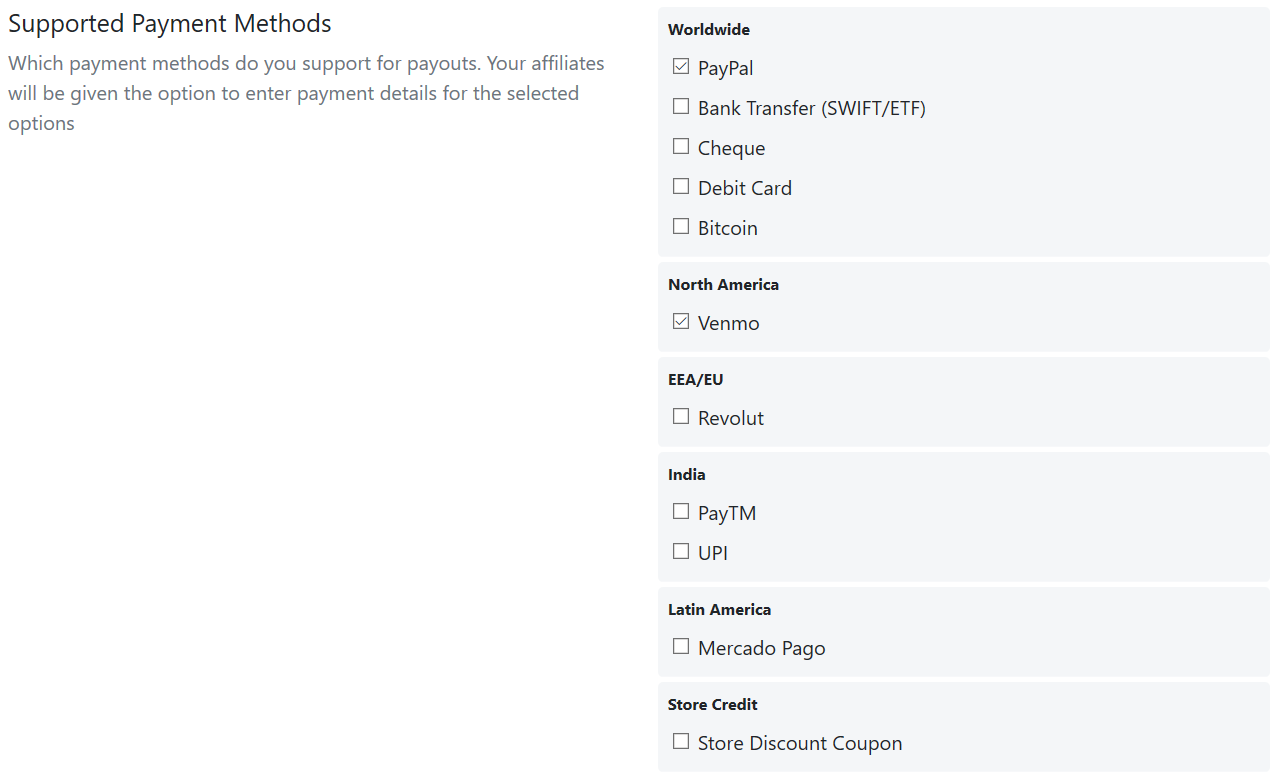 Supported Payment Methods
Which payment methods do you support for payouts. Your affiliates
will be given the option to enter payment details for the selected
options
Worldwide
PayPal
Bank Transfer (SWIFT/ETF)
Cheque
Debit Card
Bitcoin
North America
Venmo
EEA/EU
Revolut
India
PayTM
UPI
Latin America
Mercado Pago
Store Credit
Store Discount Coupon